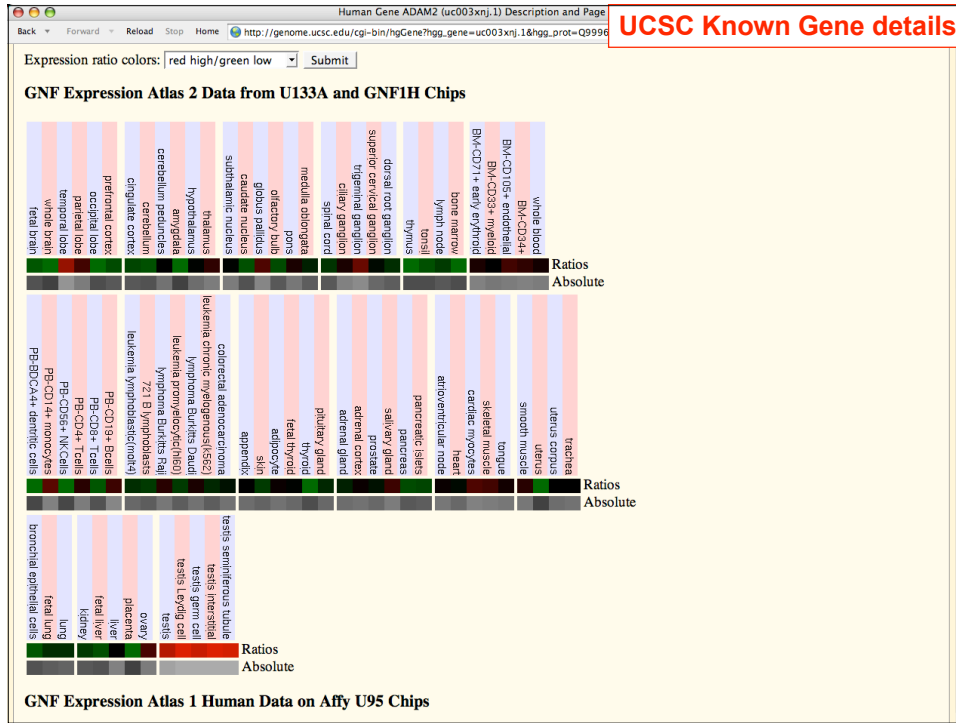 Human Gene ADAM2 (uc003xnj.1) Description and Page
UCSC Known Gene details
Back Forward Reload Stop Home http://genome.ucsc.edu/cgi-bin/hgGene?hgg_gene=uc003xnj.1&hgg_prot=Q9996
Expression ratio colors: red high/green low Submit
GNF Expression Atlas 2 Data from U133A and GNF1H Chips
fetal brain
whole brain
temporal lobe
parietal lobe
occipital lobe
prefrontal cortex
cingulate cortex
cerebellum
cerebellum peduncles
amygdala
hypothalamus
thalamus
subthalamic nucleus
caudate nucleus
globus pallidus
olfactory bulb
pons
medulla oblongata
spinal cord
ciliary ganglion
trigeminal ganglion
superior cervical ganglion
dorsal root ganglion
thymus
tonsil
lymph node
bone marrow
BM-CD71+ early erythroid
BM-CD33+ myeloid
BM-CD105+ endothelial
BM-CD34+
whole blood
Ratios
Absolute
PB-BDCA4+ dentritic cells
PB-CD14+ monocytes
PB-CD56+ NKCells
PB-CD4+ Tcells
PB-CD8+ Tcells
PB-CD19+ Bcells
leukemia lymphoblastic(molt4)
721 B lymphoblasts
lymphoma Burkitts Raji
leukemia promyelocytic(hl60)
lymphoma Burkitts Daudi
leukemia chronic myelogenous(k562)
colorectal adenocarcinoma
appendix
skin
adipocyte
fetal thyroid
thyroid
pituitary gland
adrenal gland
adrenal cortex
prostate
salivary gland
pancreas
pancreatic islets
atrioventricular node
heart
cardiac myocytes
skeletal muscle
tongue
smooth muscle
uterus
uterus corpus
trachea
Ratios
Absolute
bronchial epithelial cells
fetal lung
lung
kidney
fetal liver
liver
placenta
ovary
testis
testis Leydig cell
testis germ cell
testis interstitial
testis seminiferous tubule
Ratios
Absolute
GNF Expression Atlas 1 Human Data on Affy U95 Chips